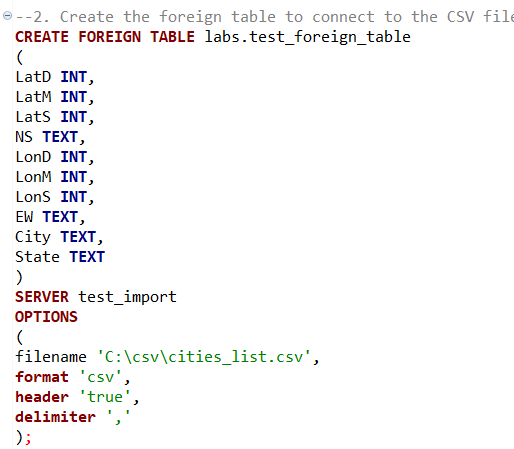 --2. Create the foreign table to connect to the CSV file
CREATE FOREIGN TABLE labs.test_foreign_table
(
LatD INT,
LatM INT,
LatS INT,
NS TEXT,
LonD INT,
LonM INT,
LonS INT,
EW TEXT,
City TEXT,
State TEXT
)
SERVER test_import
OPTIONS
(
filename 'C:\csv\cities_list.csv',
format 'csv',
header 'true',
delimiter ','
);